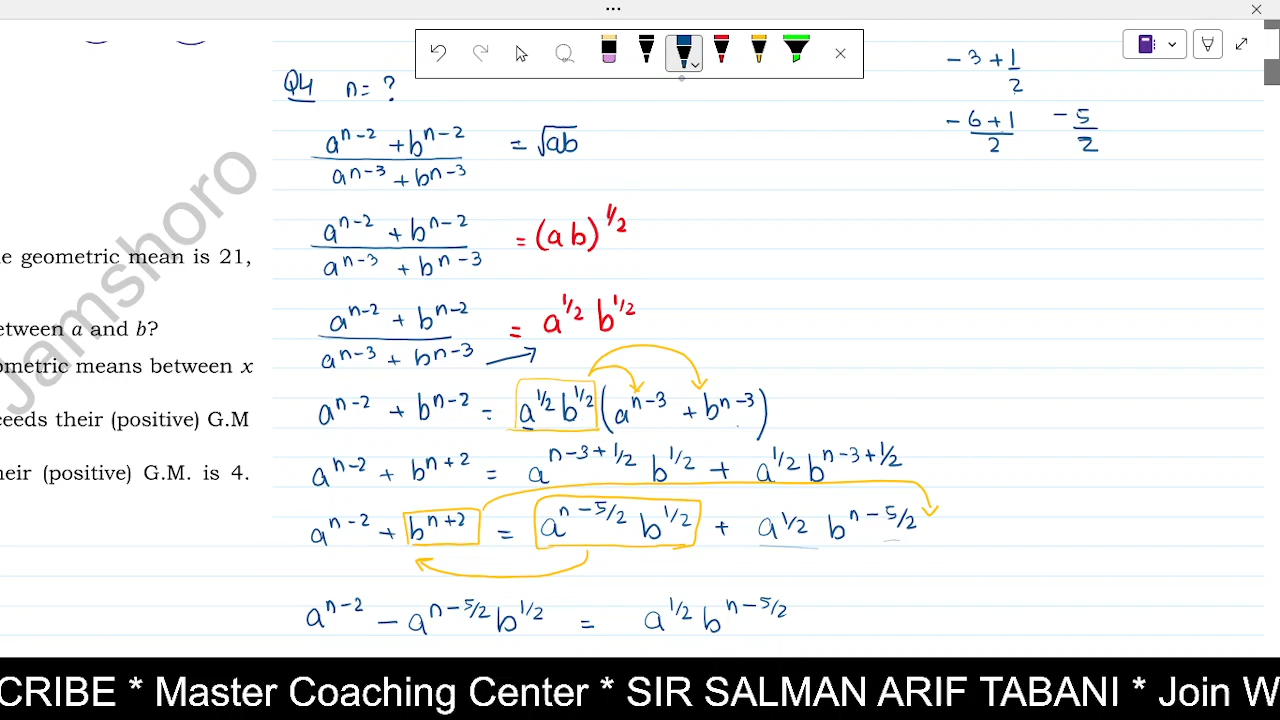 Q4 n = ?
a^{n-2} + b^{n-2} / a^{n-3} + b^{n-3} = √ab
a^{n-2} + b^{n-2} / a^{n-3} + b^{n-3} = (ab)^{1/2}
a^{n-2} + b^{n-2} / a^{n-3} + b^{n-3} = a^{1/2} b^{1/2}
a^{n-2} + b^{n-2} = a^{1/2} b^{1/2} (a^{n-3} + b^{n-3})
a^{n-2} + b^{n+2} = a^{n-3+1/2} b^{1/2} + a^{1/2} b^{n-3+1/2}
a^{n-2} + b^{n+2} = a^{n-5/2} b^{1/2} + a^{1/2} b^{n-5/2}
a^{n-2} - a^{n-5/2} b^{1/2} = a^{1/2} b^{n-5/2}
-3 + 1/2
-6+1/2 -5/2
Jamshoro
e geometric mean is 21,
etween a and b?
ometric means between x
ceeds their (positive) G.M
heir (positive) G.M. is 4.
CRIBE * Master Coaching Center * SIR SALMAN ARIF TABANI * Join W